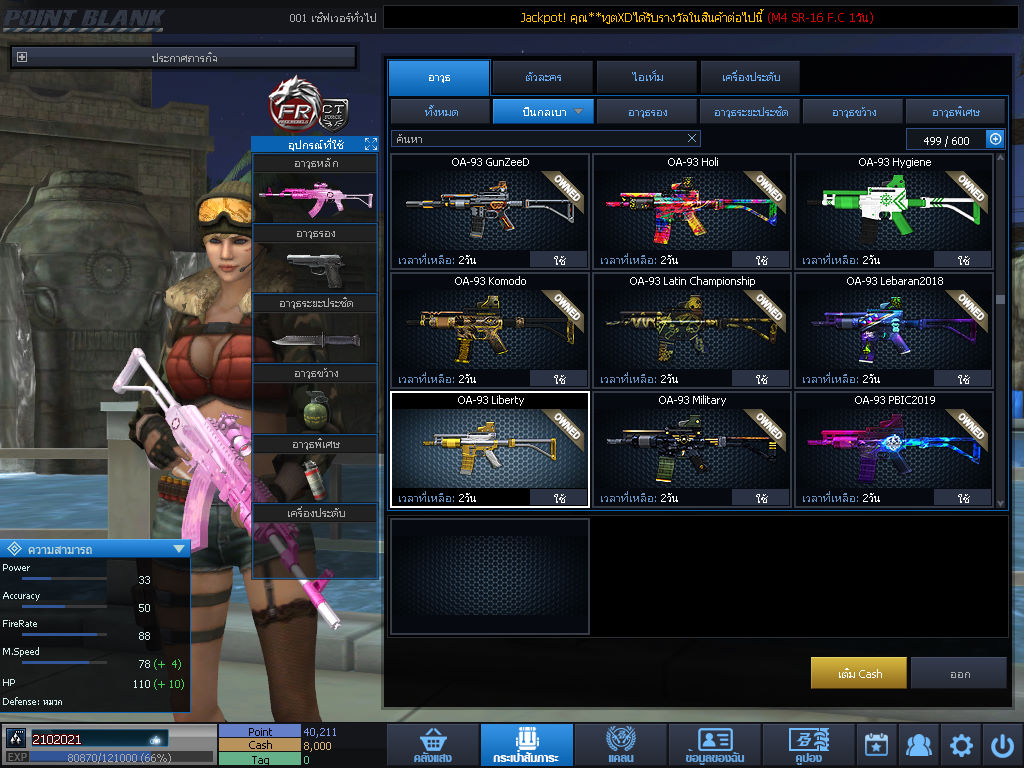 POINT BLANK
001 เซิฟเวอร์ทั่วไป
Jackpot! คุณ**ทูตXDได้รับรางวัลในสินค้าต่อไปนี้ (M4 SR-16 F.C 1วัน)
ประกาศภารกิจ
FR
CT
FORCE
อุปกรณ์ที่ใช้
อาวุธหลัก
อาวุธรอง
อาวุธระยะประชิด
อาวุธขว้าง
อาวุธพิเศษ
เครื่องประดับ
อาวุธ ตัวละคร ไอเท็ม เครื่องประดับ
ทั้งหมด ปืนกลเบา อาวุธรอง อาวุธระยะประชิด อาวุธขว้าง อาวุธพิเศษ
ค้นหา 499 / 600
OA-93 GunZeeD OA-93 Holi OA-93 Hygiene
OWNED OWNED OWNED
เวลาที่เหลือ: 2วัน ใช้ เวลาที่เหลือ: 2วัน ใช้ เวลาที่เหลือ: 2วัน ใช้
OA-93 Komodo OA-93 Latin Championship OA-93 Lebaran2018
OWNED OWNED OWNED
เวลาที่เหลือ: 2วัน ใช้ เวลาที่เหลือ: 2วัน ใช้ เวลาที่เหลือ: 2วัน ใช้
OA-93 Liberty OA-93 Military OA-93 PBIC2019
OWNED OWNED OWNED
เวลาที่เหลือ: 2วัน ใช้ เวลาที่เหลือ: 2วัน ใช้ เวลาที่เหลือ: 2วัน ใช้
ความสามารถ
Power
33
Accuracy
50
FireRate
88
M.Speed
78 (+ 4)
HP
110 (+ 10)
Defense: หมวก
เติม Cash ออก
2102021
EXP 80870/121000 (66%)
Point 40,211
Cash 8,000
Tag 0
คลังแสง กระเป๋าสัมภาระ แคลน ข้อมูลของฉัน คูปอง